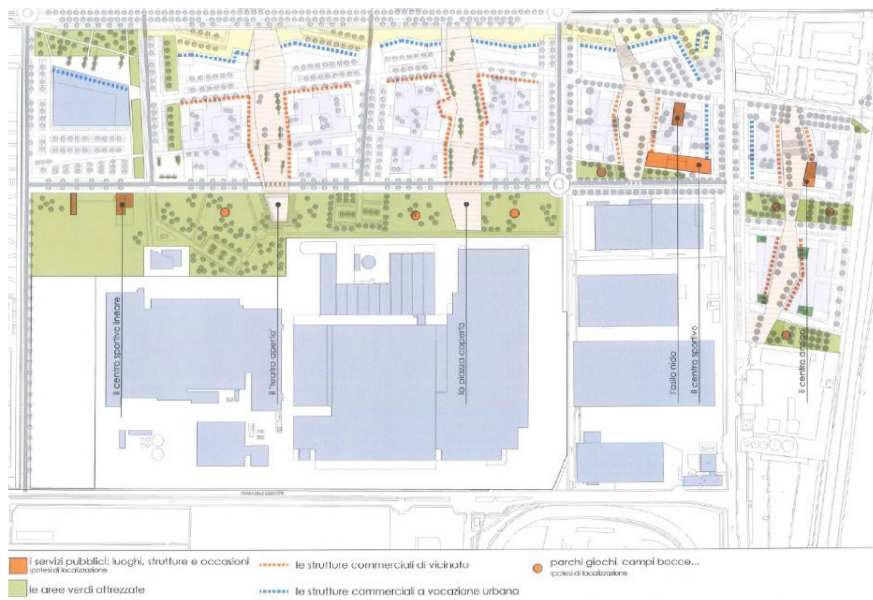 il centro sportivo lineare
il "teatro aperto"
la piazza coperta
l'asilo nido
il centro sportivo
il centro anziani
i servizi pubblici: luoghi, strutture e occasioni
ipotesi di localizzazione
le aree verdi attrezzate
le strutture commerciali di vicinato
le strutture commerciali a vocazione urbana
parchi giochi, campi bocce...
ipotesi di localizzazione